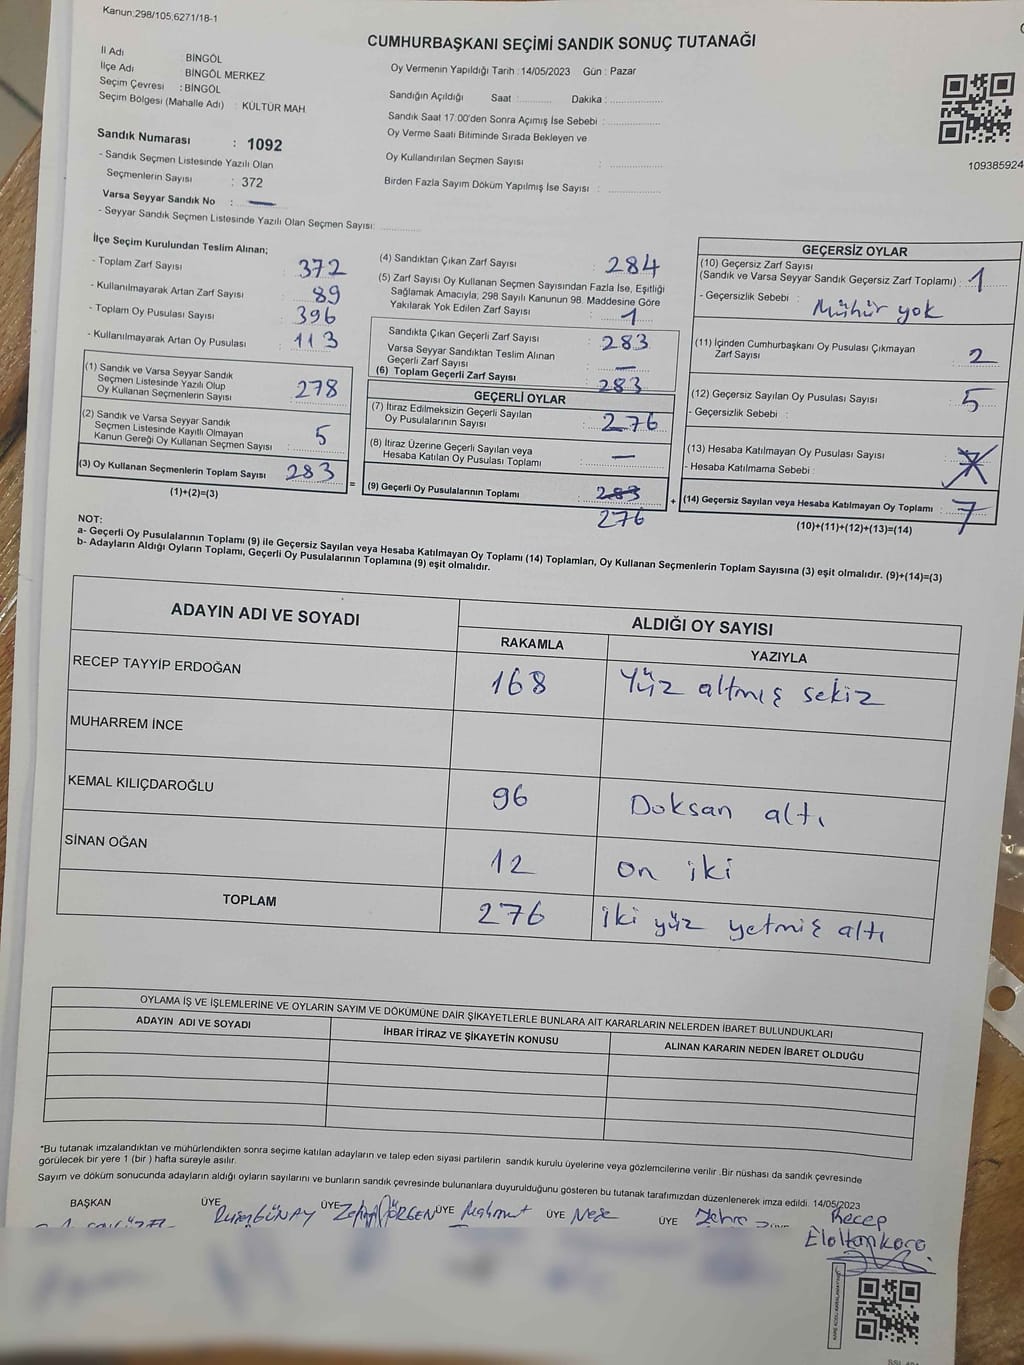 Kanun:298/105,6271/18-1
CUMHURBAŞKANI SEÇİMİ SANDIK SONUÇ TUTANAĞI
İl Adı : BİNGÖL
İlçe Adı : BİNGÖL MERKEZ
Seçim Çevresi : BİNGÖL
Seçim Bölgesi (Mahalle Adı) : KÜLTÜR MAH
Sandık Numarası : 1092
- Sandık Seçmen Listesinde Yazılı Olan
Seçmenlerin Sayısı : 372
Varsa Seyyar Sandık No : —
- Seyyar Sandık Seçmen Listesinde Yazılı Olan Seçmen Sayısı:
Oy Vermenin Yapıldığı Tarih : 14/05/2023 Gün : Pazar
Sandığın Açıldığı Saat : Dakika :
Sandık Saat 17:00'den Sonra Açımış İse Sebebi :
Oy Verme Saati Bitiminde Sırada Bekleyen ve
Oy Kullandırılan Seçmen Sayısı :
Birden Fazla Sayım Döküm Yapılmış İse Sayısı :
109385924
İlçe Seçim Kurulundan Teslim Alınan;
- Toplam Zarf Sayısı : 372
- Kullanılmayarak Artan Zarf Sayısı : 89
- Toplam Oy Pusulası Sayısı : 396
- Kullanılmayarak Artan Oy Pusulası : 113
(1) Sandık ve Varsa Seyyar Sandık
Seçmen Listesinde Yazılı Olup
Oy Kullanan Seçmenlerin Sayısı : 278
(2) Sandık ve Varsa Seyyar Sandık
Seçmen Listesinde Kayıtlı Olmayan
Kanun Gereği Oy Kullanan Seçmen Sayısı : 5
(3) Oy Kullanan Seçmenlerin Toplam Sayısı : 283
(1)+(2)=(3)
(4) Sandıktan Çıkan Zarf Sayısı : 284
(5) Zarf Sayısı Oy Kullanan Seçmen Sayısından Fazla İse, Eşitliği
Sağlamak Amacıyla, 298 Sayılı Kanunun 98. Maddesine Göre
Yakılarak Yok Edilen Zarf Sayısı : 1
Sandıkta Çıkan Geçerli Zarf Sayısı : 283
Varsa Seyyar Sandıktan Teslim Alınan
Geçerli Zarf Sayısı : —
(6) Toplam Geçerli Zarf Sayısı : 283
GEÇERLİ OYLAR
(7) İtiraz Edilmeksizin Geçerli Sayılan
Oy Pusulalarının Sayısı : 276
(8) İtiraz Üzerine Geçerli Sayılan veya
Hesaba Katılan Oy Pusulası Toplamı : —
= (9) Geçerli Oy Pusulalarının Toplamı : 283
276
GEÇERSİZ OYLAR
(10) Geçersiz Zarf Sayısı
(Sandık ve Varsa Seyyar Sandık Geçersiz Zarf Toplamı) : 1
- Geçersizlik Sebebi : Mühür yok
(11) İçinden Cumhurbaşkanı Oy Pusulası Çıkmayan
Zarf Sayısı : 2
(12) Geçersiz Sayılan Oy Pusulası Sayısı : 5
- Geçersizlik Sebebi :
(13) Hesaba Katılmayan Oy Pusulası Sayısı :
- Hesaba Katılmama Sebebi :
+ (14) Geçersiz Sayılan veya Hesaba Katılmayan Oy Toplamı : 7
(10)+(11)+(12)+(13)=(14)
NOT:
a- Geçerli Oy Pusulalarının Toplamı (9) ile Geçersiz Sayılan veya Hesaba Katılmayan Oy Toplamı (14) Toplamları, Oy Kullanan Seçmenlerin Toplam Sayısına (3) eşit olmalıdır. (9)+(14)=(3)
b- Adayların Aldığı Oyların Toplamı, Geçerli Oy Pusulalarının Toplamına (9) eşit olmalıdır.
ADAYIN ADI VE SOYADI
ALDIĞI OY SAYISI
RAKAMLA YAZIYLA
RECEP TAYYİP ERDOĞAN 168 Yüz altmış sekiz
MUHARREM İNCE
KEMAL KILIÇDAROĞLU 96 Doksan altı
SİNAN OĞAN 12 on iki
TOPLAM 276 iki yüz yetmiş altı
OYLAMA İŞ VE İŞLEMLERİNE VE OYLARIN SAYIM VE DÖKÜMÜNE DAİR ŞİKAYETLERLE BUNLARA AİT KARARLARIN NELERDEN İBARET BULUNDUKLARI
ADAYIN ADI VE SOYADI İHBAR İTİRAZ VE ŞİKAYETİN KONUSU ALINAN KARARIN NEDEN İBARET OLDUĞU
*Bu tutanak imzalandıktan ve mühürlendikten sonra seçime katılan adayların ve talep eden siyasi partilerin sandık kurulu üyelerine veya gözlemcilerine verilir .Bir nüshası da sandık çevresinde
görülecek bir yere 1 (bir ) hafta süreyle asılır.
Sayım ve döküm sonucunda adayların aldığı oyların sayılarını ve bunların sandık çevresinde bulunanlara duyurulduğunu gösteren bu tutanak tarafımızdan düzenlenerek imza edildi. 14/05/2023
BAŞKAN ÜYE ÜYE ÜYE ÜYE ÜYE
GÜNAY Mahmut Neşe Zehra Recep